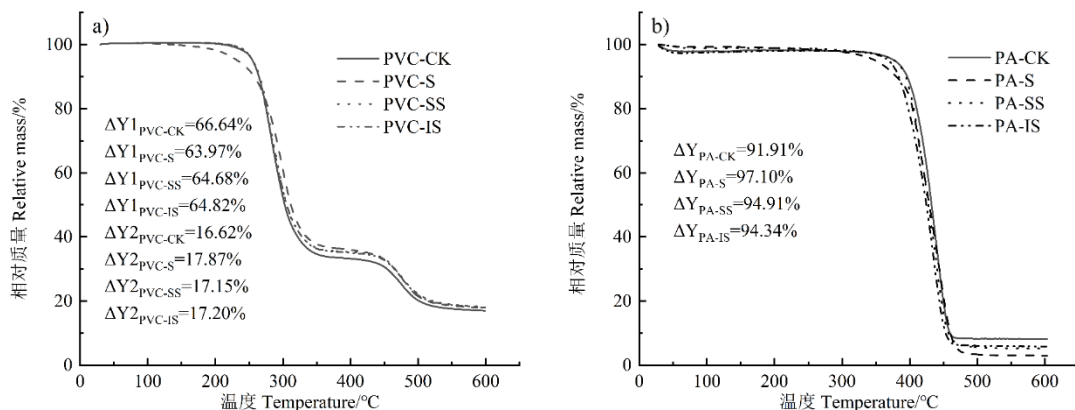 a)
100
80
60
40
20
0
相对质量 Relative mass/%
PVC-CK
PVC-S
PVC-SS
PVC-IS
ΔY1PVC-CK=66.64%
ΔY1PVC-S=63.97%
ΔY1PVC-SS=64.68%
ΔY1PVC-IS=64.82%
ΔY2PVC-CK=16.62%
ΔY2PVC-S=17.87%
ΔY2PVC-SS=17.15%
ΔY2PVC-IS=17.20%
0 100 200 300 400 500 600
温度 Temperature/°C
b)
100
80
60
40
20
0
相对质量 Relative mass/%
PA-CK
PA-S
PA-SS
PA-IS
ΔYPA-CK=91.91%
ΔYPA-S=97.10%
ΔYPA-SS=94.91%
ΔYPA-IS=94.34%
0 100 200 300 400 500 600
温度 Temperature/°C